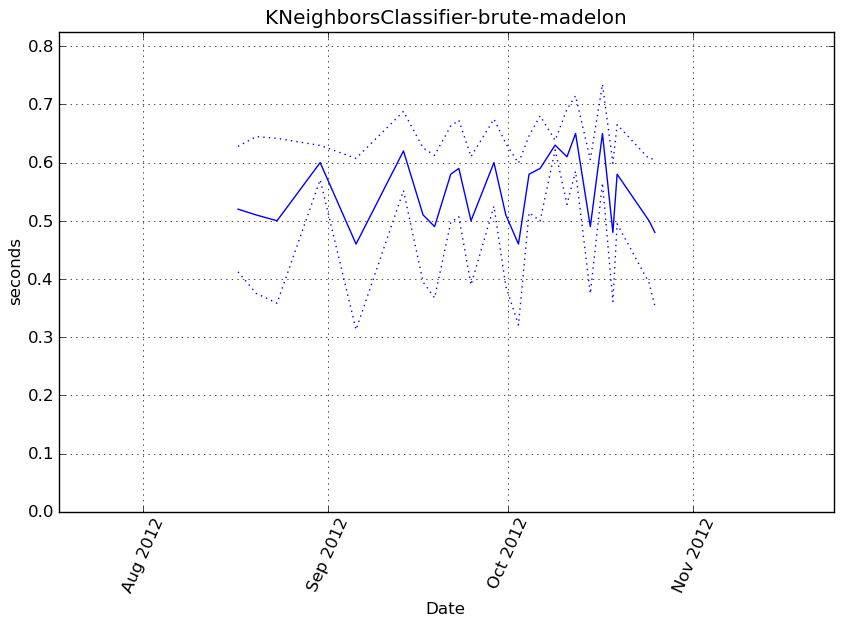 KNeighborsClassifier-brute-madelon
0.8
0.7
0.6
0.5
0.4
0.3
0.2
0.1
0.0
seconds
Aug 2012
Sep 2012
Oct 2012
Nov 2012
Date